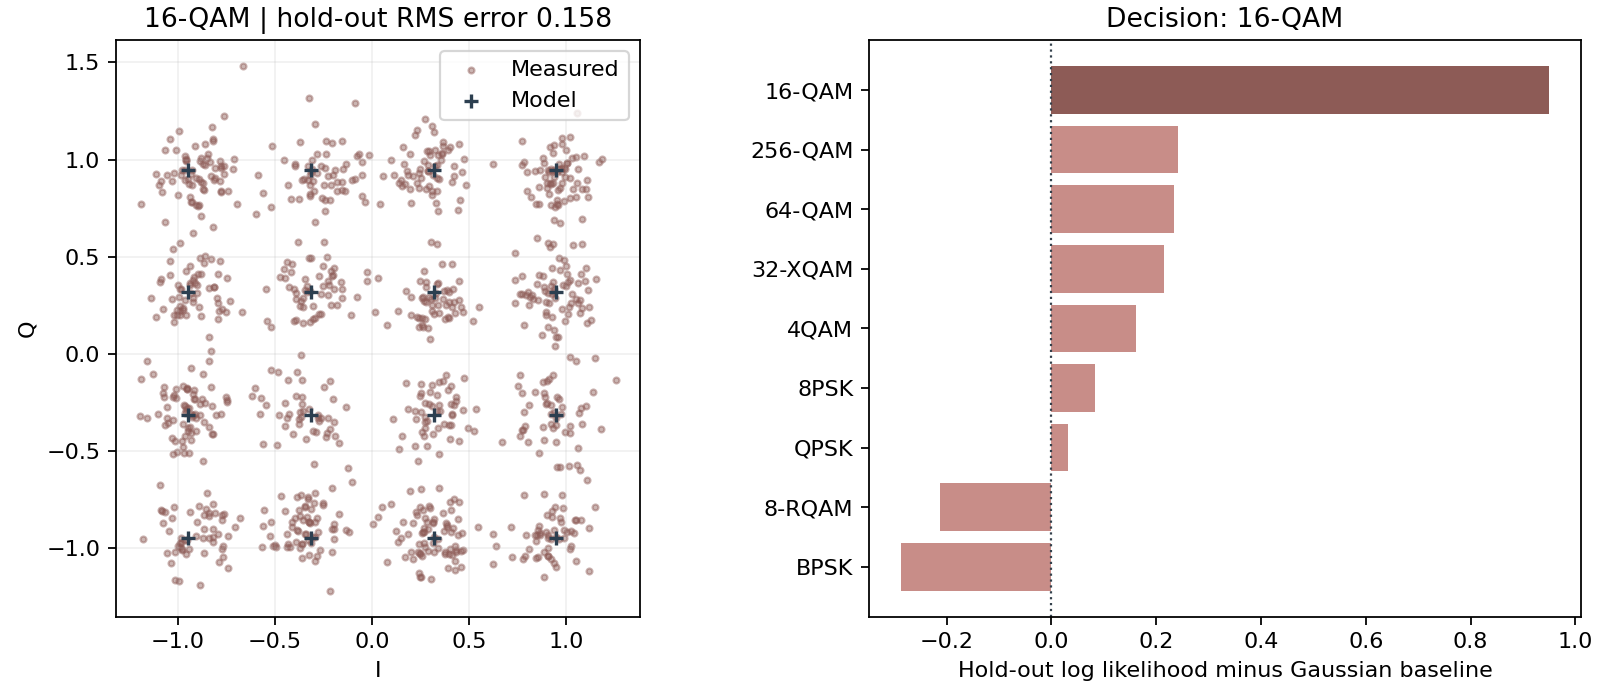 16-QAM | hold-out RMS error 0.158
Measured
Model
1.5
1.0
0.5
0.0
−0.5
−1.0
Q
−1.0
−0.5
0.0
0.5
1.0
I
Decision: 16-QAM
16-QAM
256-QAM
64-QAM
32-XQAM
4QAM
8PSK
QPSK
8-RQAM
BPSK
−0.2
0.0
0.2
0.4
0.6
0.8
1.0
Hold-out log likelihood minus Gaussian baseline